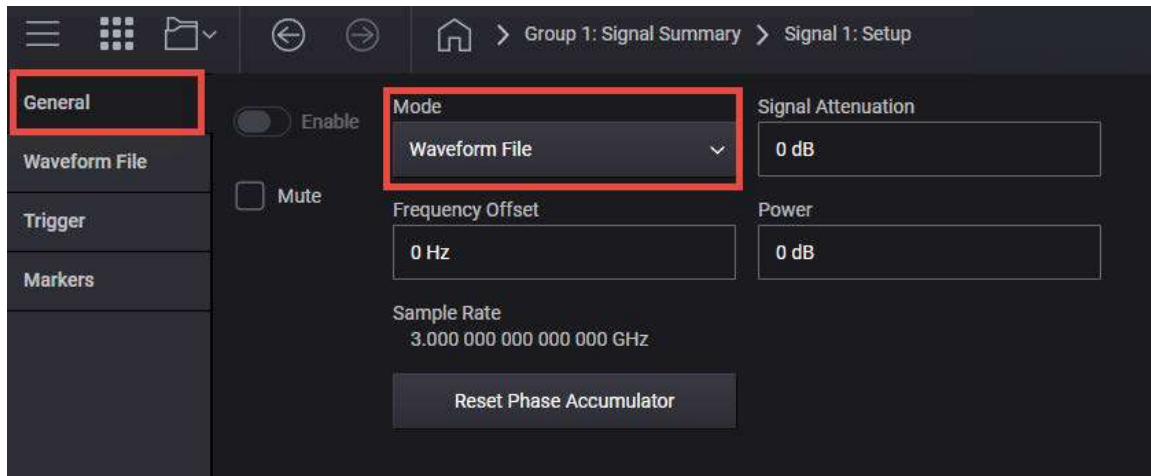 Group 1: Signal Summary
Signal 1: Setup
General
Waveform File
Trigger
Markers
Enable
Mute
Mode
Waveform File
Signal Attenuation
0 dB
Frequency Offset
0 Hz
Power
0 dB
Sample Rate
3.000 000 000 000 000 GHz
Reset Phase Accumulator